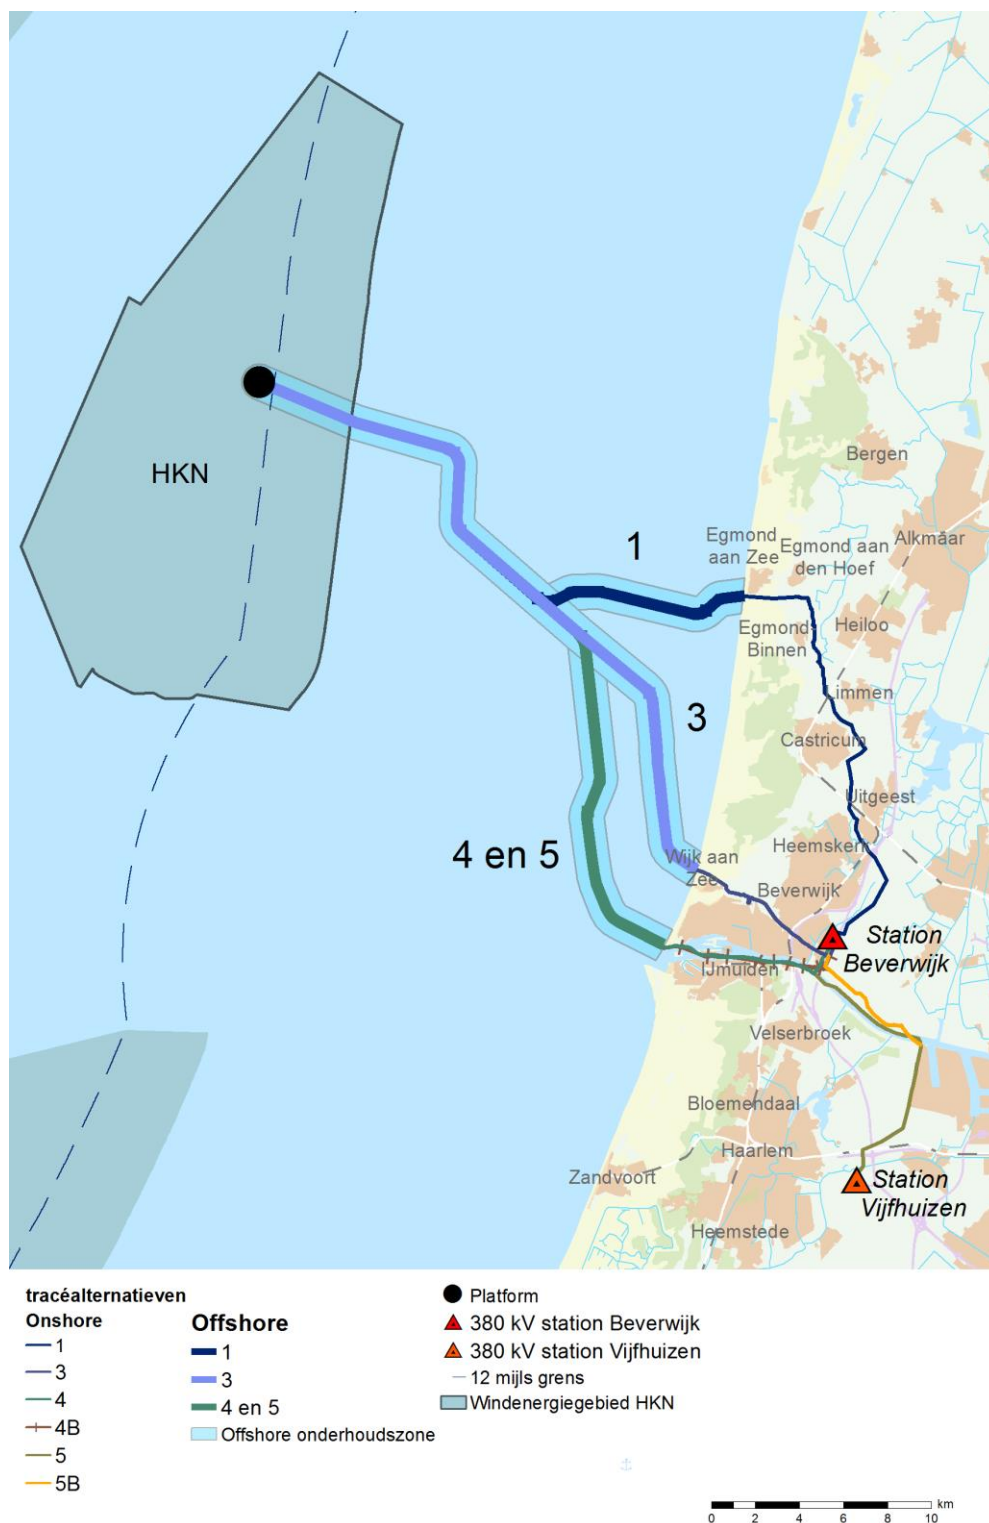 Bergen
Alkmaar
1
Egmond
aan Zee
Egmond aan
den Hoef
HKN
Heiloo
Egmond
Binnen
Limmen
3
Castricum
Uitgeest
4 en 5
Heemskerk
Wijk aan
Zee
Beverwijk
Station
Beverwijk
IJmuiden
Velserbroek
Bloemendaal
Haarlem
Zandvoort
Station
Vijfhuizen
Heemstede
tracéalternatieven
Onshore
1
3
4
4B
5
5B
Offshore
1
3
4 en 5
Offshore onderhoudszone
Platform
380 kV station Beverwijk
380 kV station Vijfhuizen
12 mijls grens
Windenergiegebied HKN
km
0 2 4 6 8 10